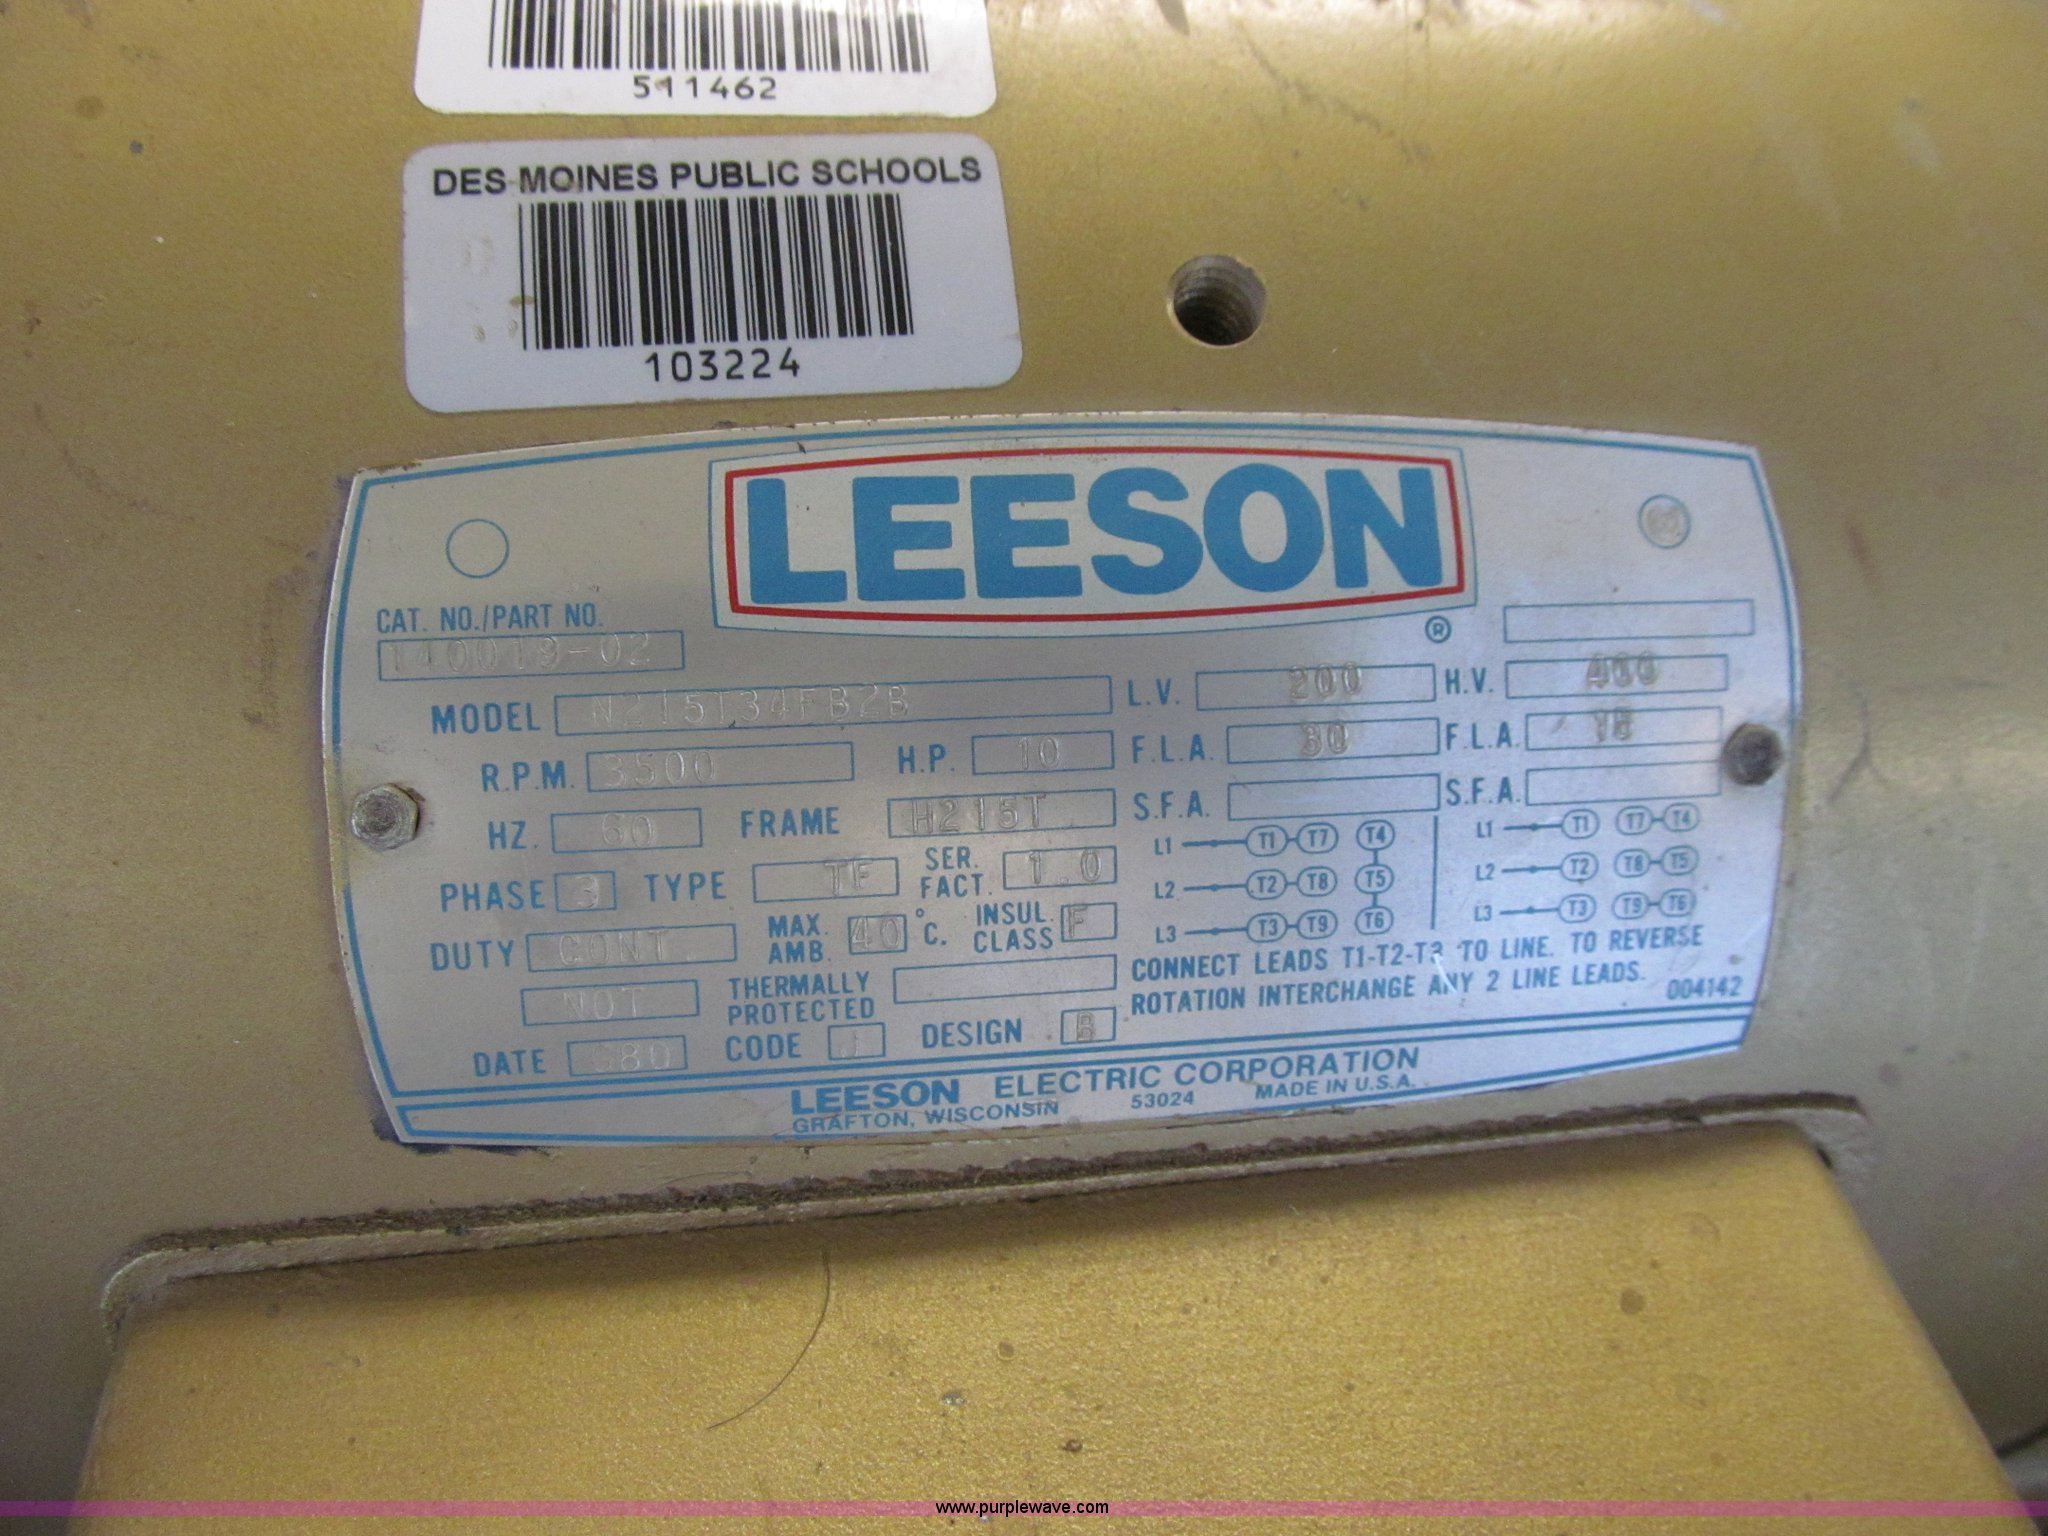 511462
DES MOINES PUBLIC SCHOOLS
103224
LEESON
®
CAT. NO./PART NO.
140019-02
MODEL N215T34FB2B
L.V. 200 H.V. 400
R.P.M. 3500 H.P. 10
F.L.A. 30 F.L.A.
HZ. 60 FRAME H215T
S.F.A. S.F.A.
PHASE 3 TYPE TF SER. FACT. 1.0
L1 T1 T7 T4 L1 T1 T7 T4
L2 T2 T8 T5 L2 T2 T8 T5
L3 T3 T9 T6 L3 T3 T9 T6
DUTY CONT MAX. AMB. 40 °C. INSUL. CLASS F
NOT THERMALLY PROTECTED
CONNECT LEADS T1-T2-T3 TO LINE. TO REVERSE
ROTATION INTERCHANGE ANY 2 LINE LEADS.
004142
DATE CODE J DESIGN B
LEESON ELECTRIC CORPORATION
GRAFTON, WISCONSIN 53024 MADE IN U.S.A.
www.purplewave.com